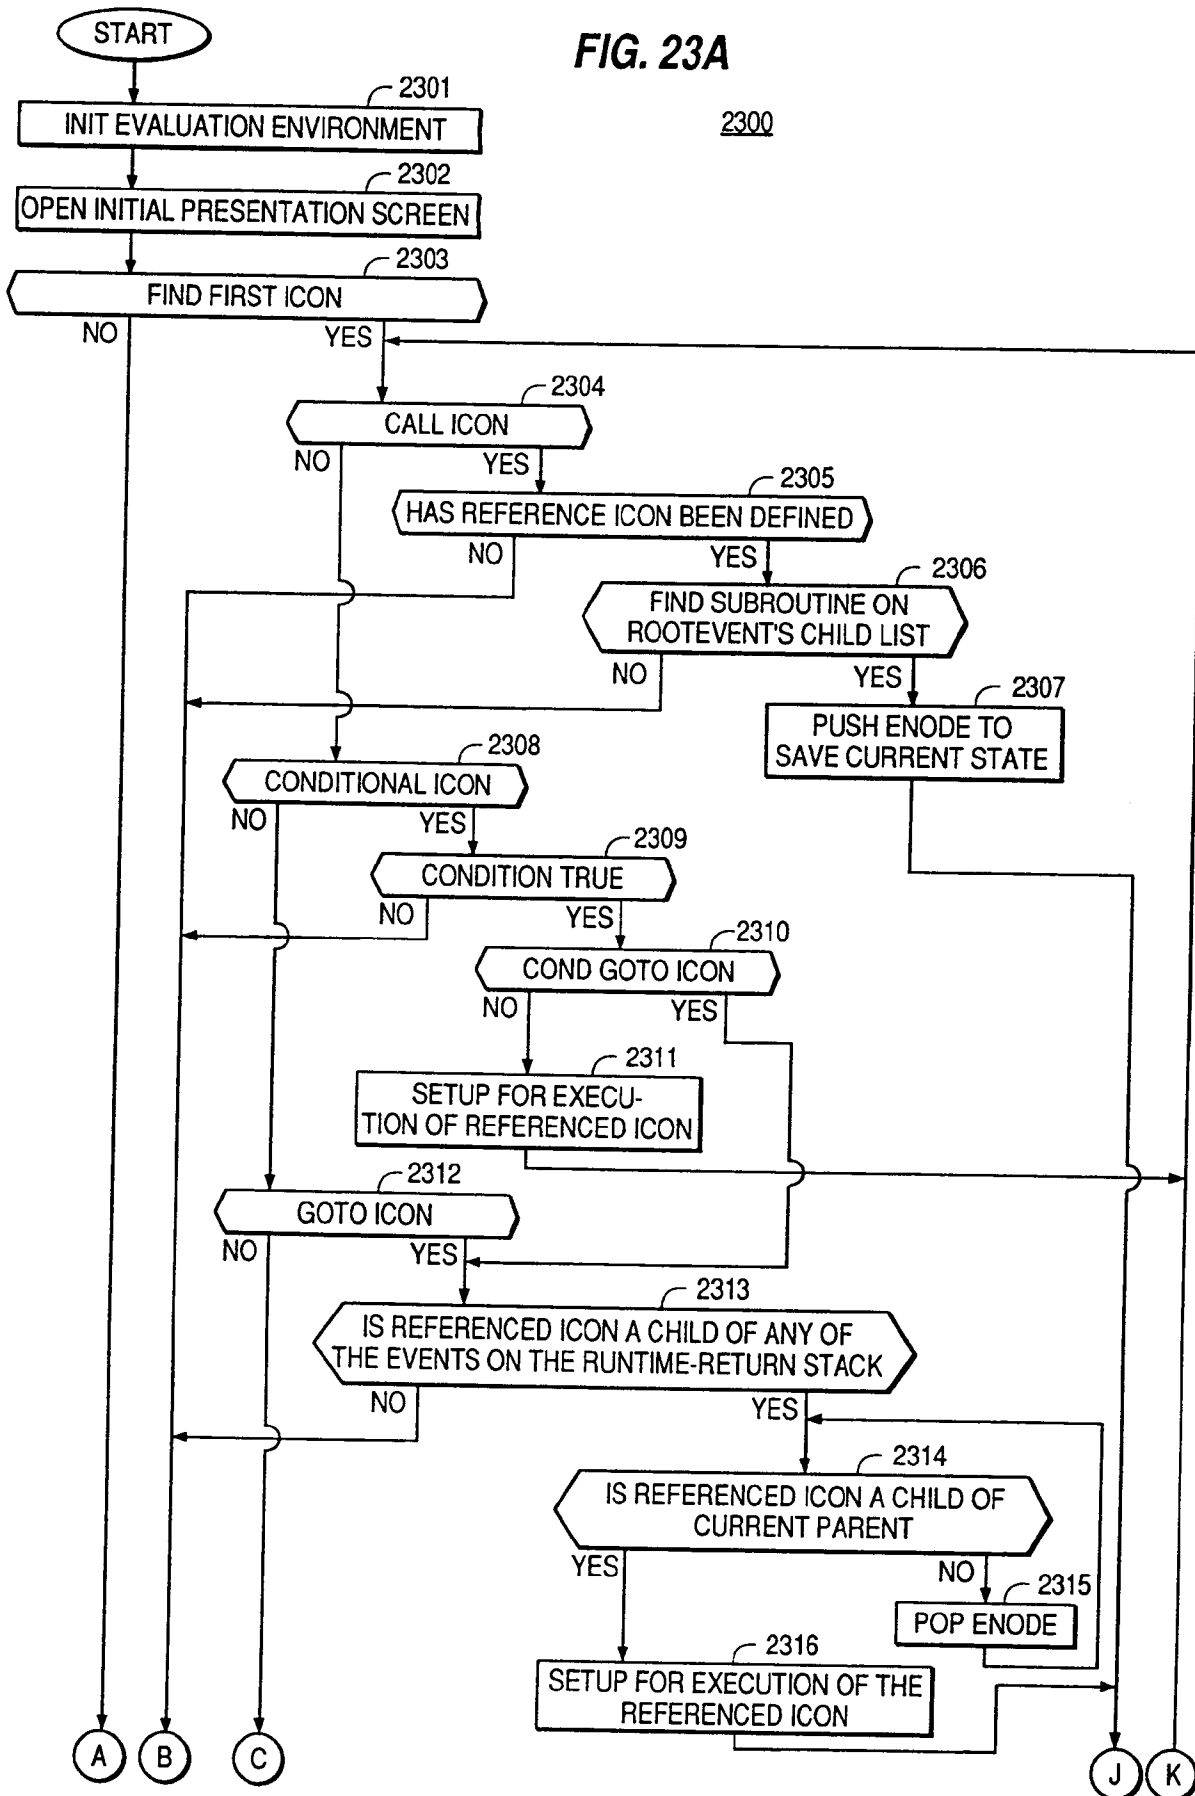 START
FIG. 23A
2300
2301
INIT EVALUATION ENVIRONMENT
2302
OPEN INITIAL PRESENTATION SCREEN
2303
FIND FIRST ICON
NO
YES
2304
CALL ICON
NO
YES
2305
HAS REFERENCE ICON BEEN DEFINED
NO
YES
2306
FIND SUBROUTINE ON
ROOTEVENT'S CHILD LIST
NO
YES
2307
PUSH ENODE TO
SAVE CURRENT STATE
2308
CONDITIONAL ICON
NO
YES
2309
CONDITION TRUE
NO
YES
2310
COND GOTO ICON
NO
YES
2311
SETUP FOR EXECU-
TION OF REFERENCED ICON
2312
GOTO ICON
NO
YES
2313
IS REFERENCED ICON A CHILD OF ANY OF
THE EVENTS ON THE RUNTIME-RETURN STACK
NO
YES
2314
IS REFERENCED ICON A CHILD OF
CURRENT PARENT
YES
NO
2315
POP ENODE
2316
SETUP FOR EXECUTION OF THE
REFERENCED ICON
A
B
C
J
K